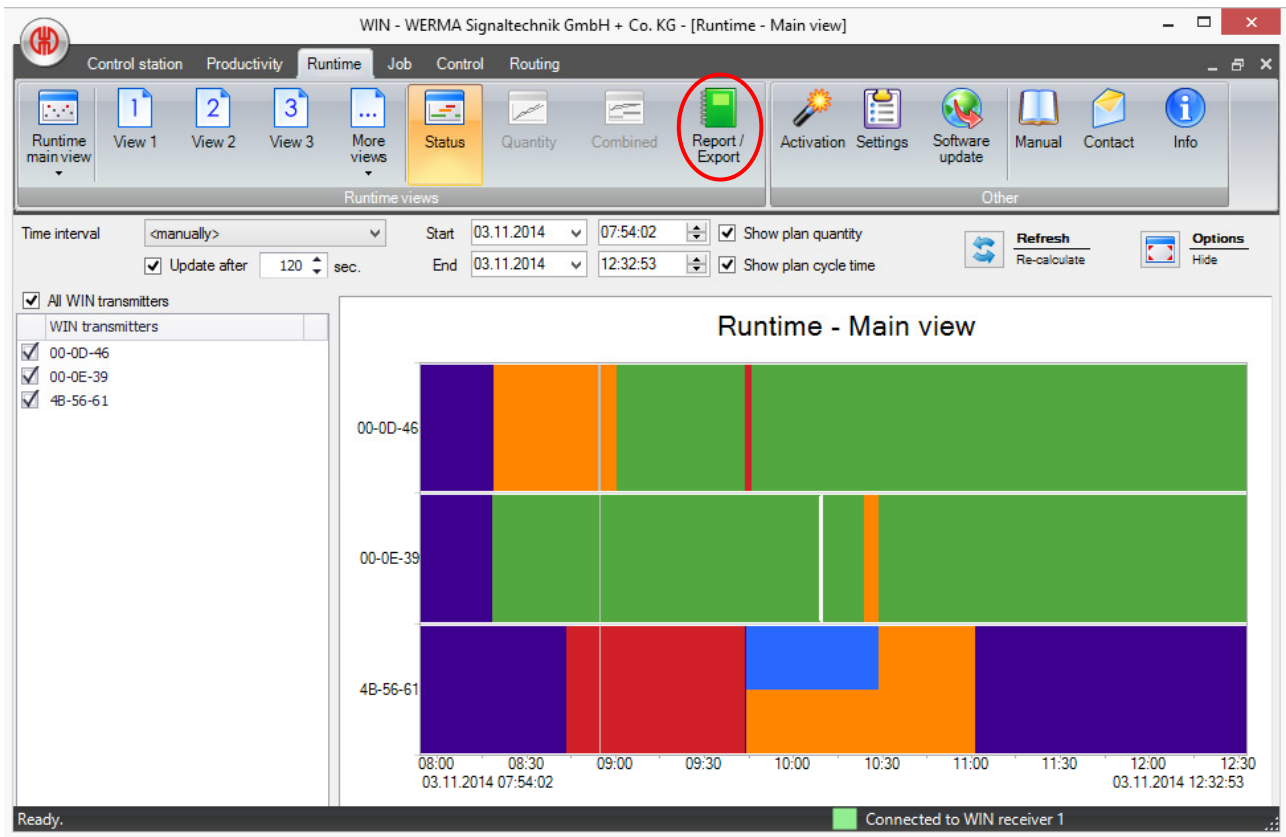 WIN - WERMA Signaltechnik GmbH + Co. KG - [Runtime - Main view]
Control station Productivity Runtime Job Control Routing
Runtime main view
1
View 1
2
View 2
3
View 3
...
More views
Status
Quantity
Combined
Report / Export
Activation
Settings
Software update
Manual
Contact
i
Info
Runtime views
Other
Time interval <manually> Start 03.11.2014 07:54:02 Show plan quantity
Update after 120 sec. End 03.11.2014 12:32:53 Show plan cycle time
Refresh
Re-calculate
Options
Hide
All WIN transmitters
WIN transmitters
00-0D-46
00-0E-39
4B-56-61
Runtime - Main view
00-0D-46
00-0E-39
4B-56-61
08:00 08:30 09:00 09:30 10:00 10:30 11:00 11:30 12:00 12:30
03.11.2014 07:54:02 03.11.2014 12:32:53
Ready. Connected to WIN receiver 1